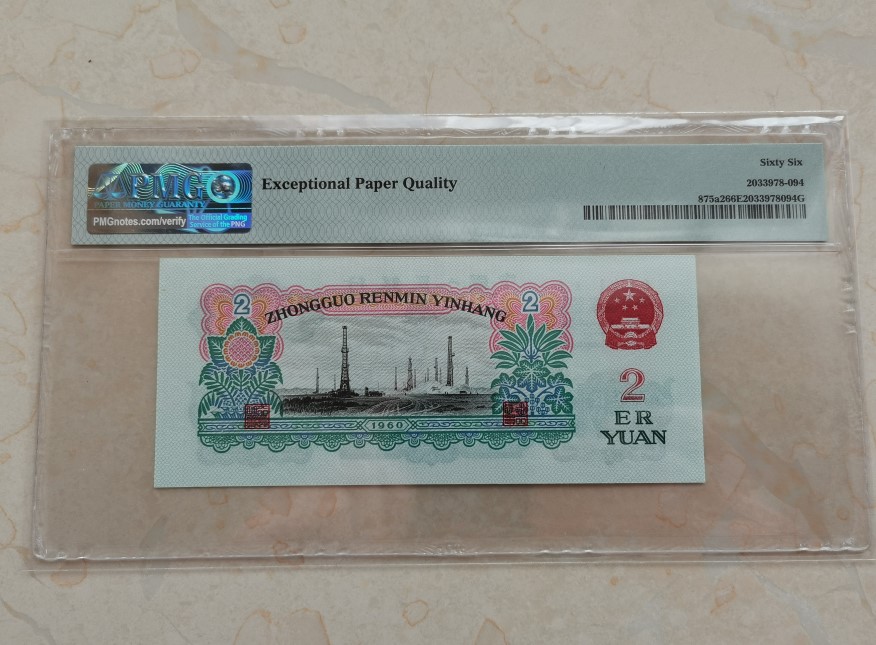 Sixty Six
PMG
PAPER MONEY GUARANTY
PMGnotes.com/verify
The Official Grading
Service of the PNG
Exceptional Paper Quality
2033978-094
875a266E2033978094G
2
ZHONGGUO RENMIN YINHANG
2
2
ER
YUAN
1960